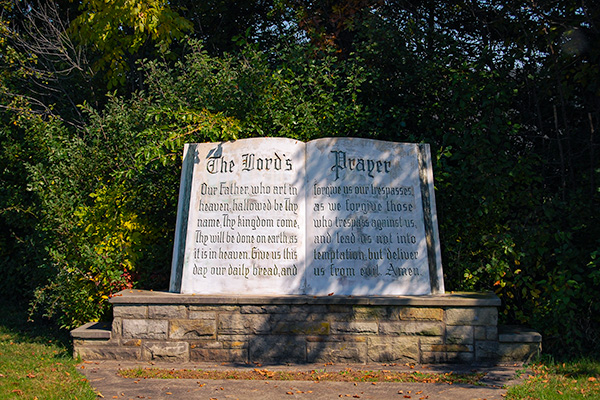 The Lord's
Our Father, who art in
heaven, hallowed be Thy
name, Thy kingdom come,
Thy will be done on earth as
it is in heaven. Give us this
day our daily bread, and
Prayer
forgive us our trespasses,
as we forgive those
who trespass against us,
and lead us not into
temptation, but deliver
us from evil. Amen.